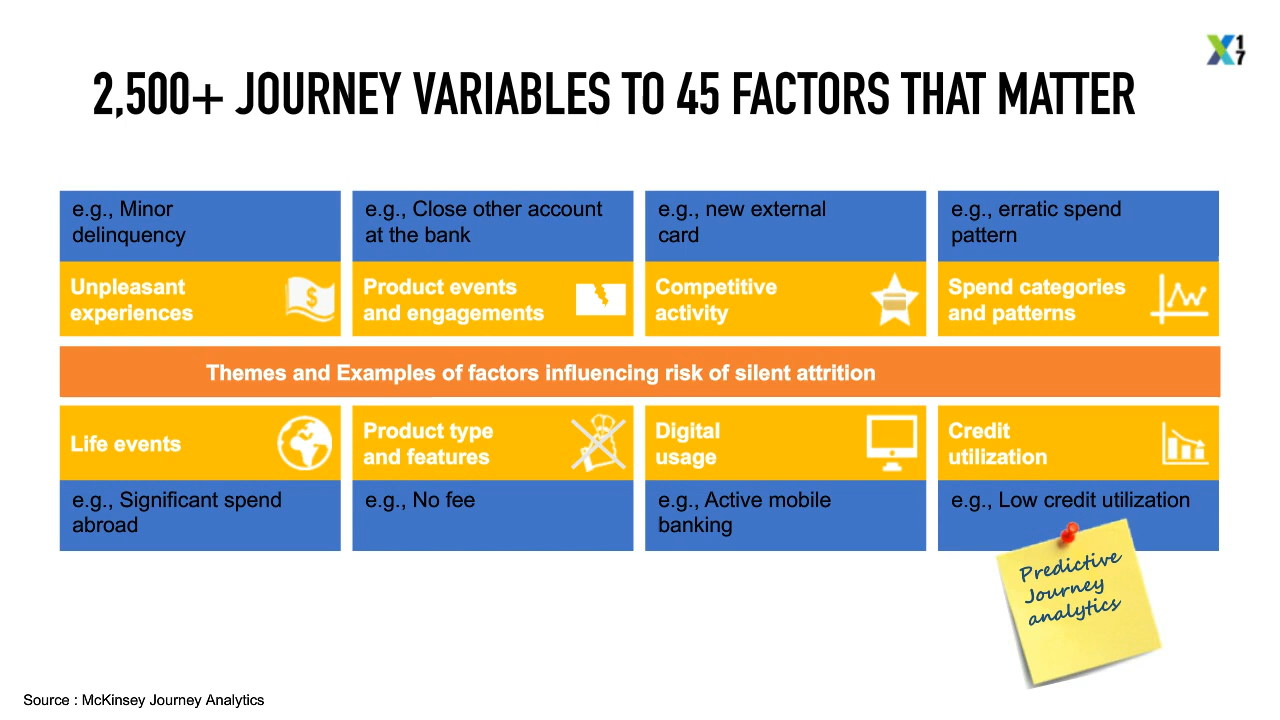 X17
2,500+ JOURNEY VARIABLES TO 45 FACTORS THAT MATTER
e.g., Minor
delinquency
e.g., Close other account
at the bank
e.g., new external
card
e.g., erratic spend
pattern
Unpleasant
experiences
$
Product events
and engagements
Competitive
activity
Spend categories
and patterns
Themes and Examples of factors influencing risk of silent attrition
Life events
Product type
and features
Digital
usage
Credit
utilization
e.g., Significant spend
abroad
e.g., No fee
e.g., Active mobile
banking
e.g., Low credit utilization
Predictive
Journey
analytics
Source : McKinsey Journey Analytics